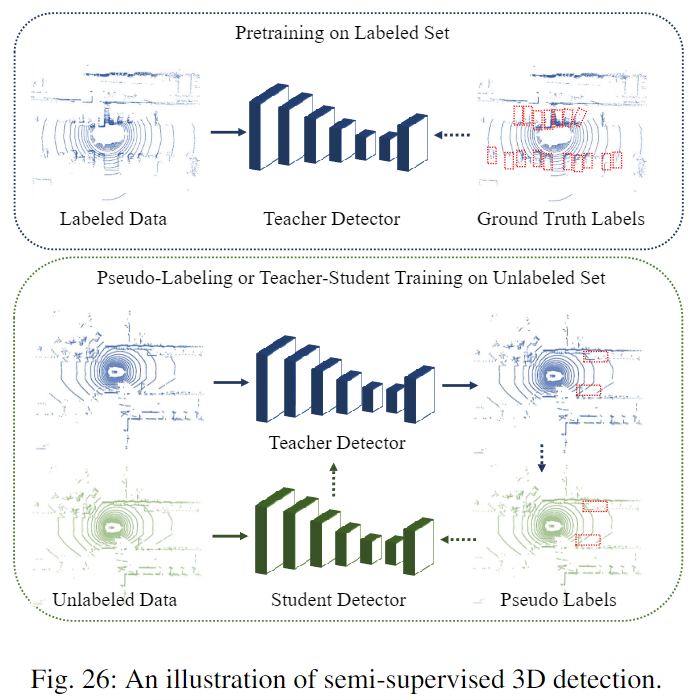 Pretraining on Labeled Set
Labeled Data
Teacher Detector
Ground Truth Labels
Pseudo-Labeling or Teacher-Student Training on Unlabeled Set
Teacher Detector
Unlabeled Data
Student Detector
Pseudo Labels
Fig. 26: An illustration of semi-supervised 3D detection.